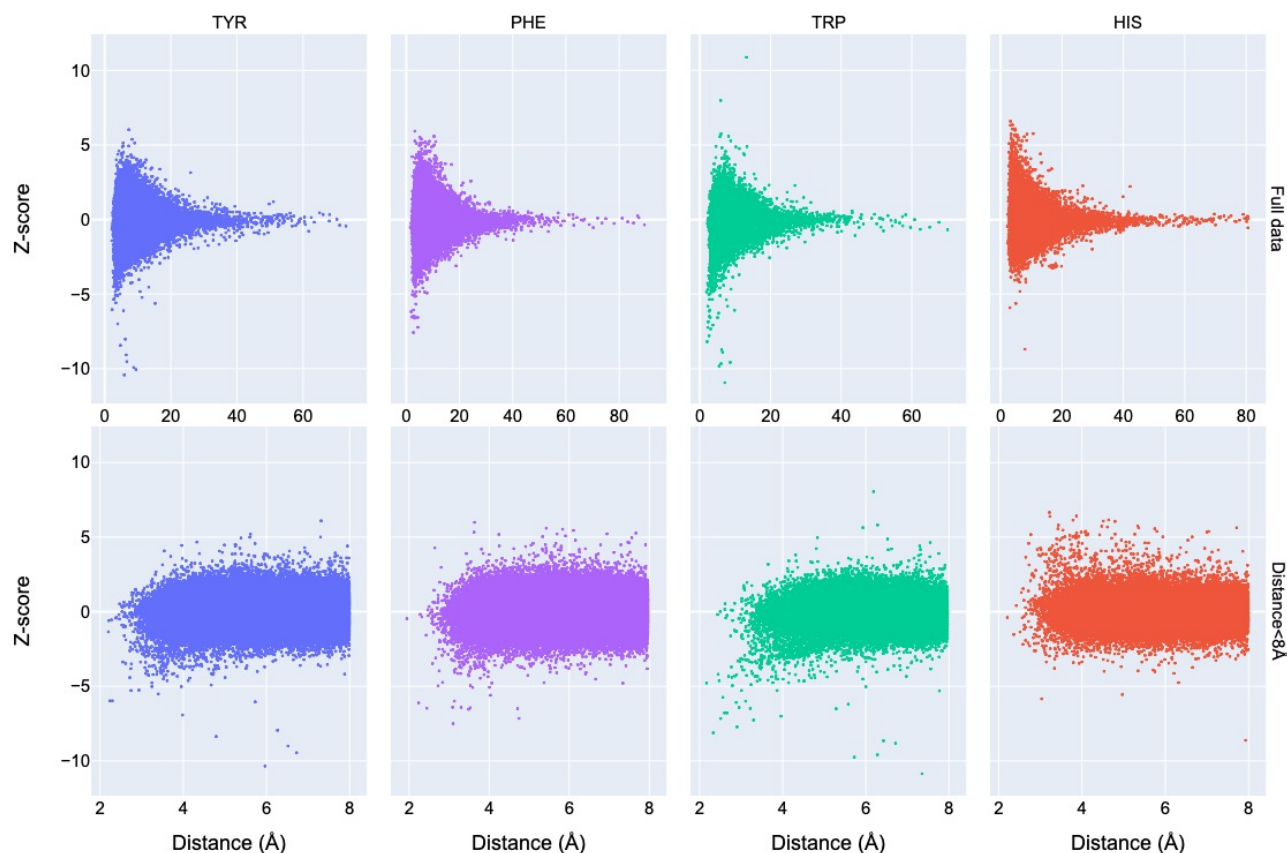 TYR PHE TRP HIS
10
5
0
−5
−10
Z-score
Full data
0 20 40 60 0 20 40 60 80 0 20 40 60 0 20 40 60 80
10
5
0
−5
−10
Z-score
Distance<8Å
2 4 6 8 2 4 6 8 2 4 6 8 2 4 6 8
Distance (Å) Distance (Å) Distance (Å) Distance (Å)